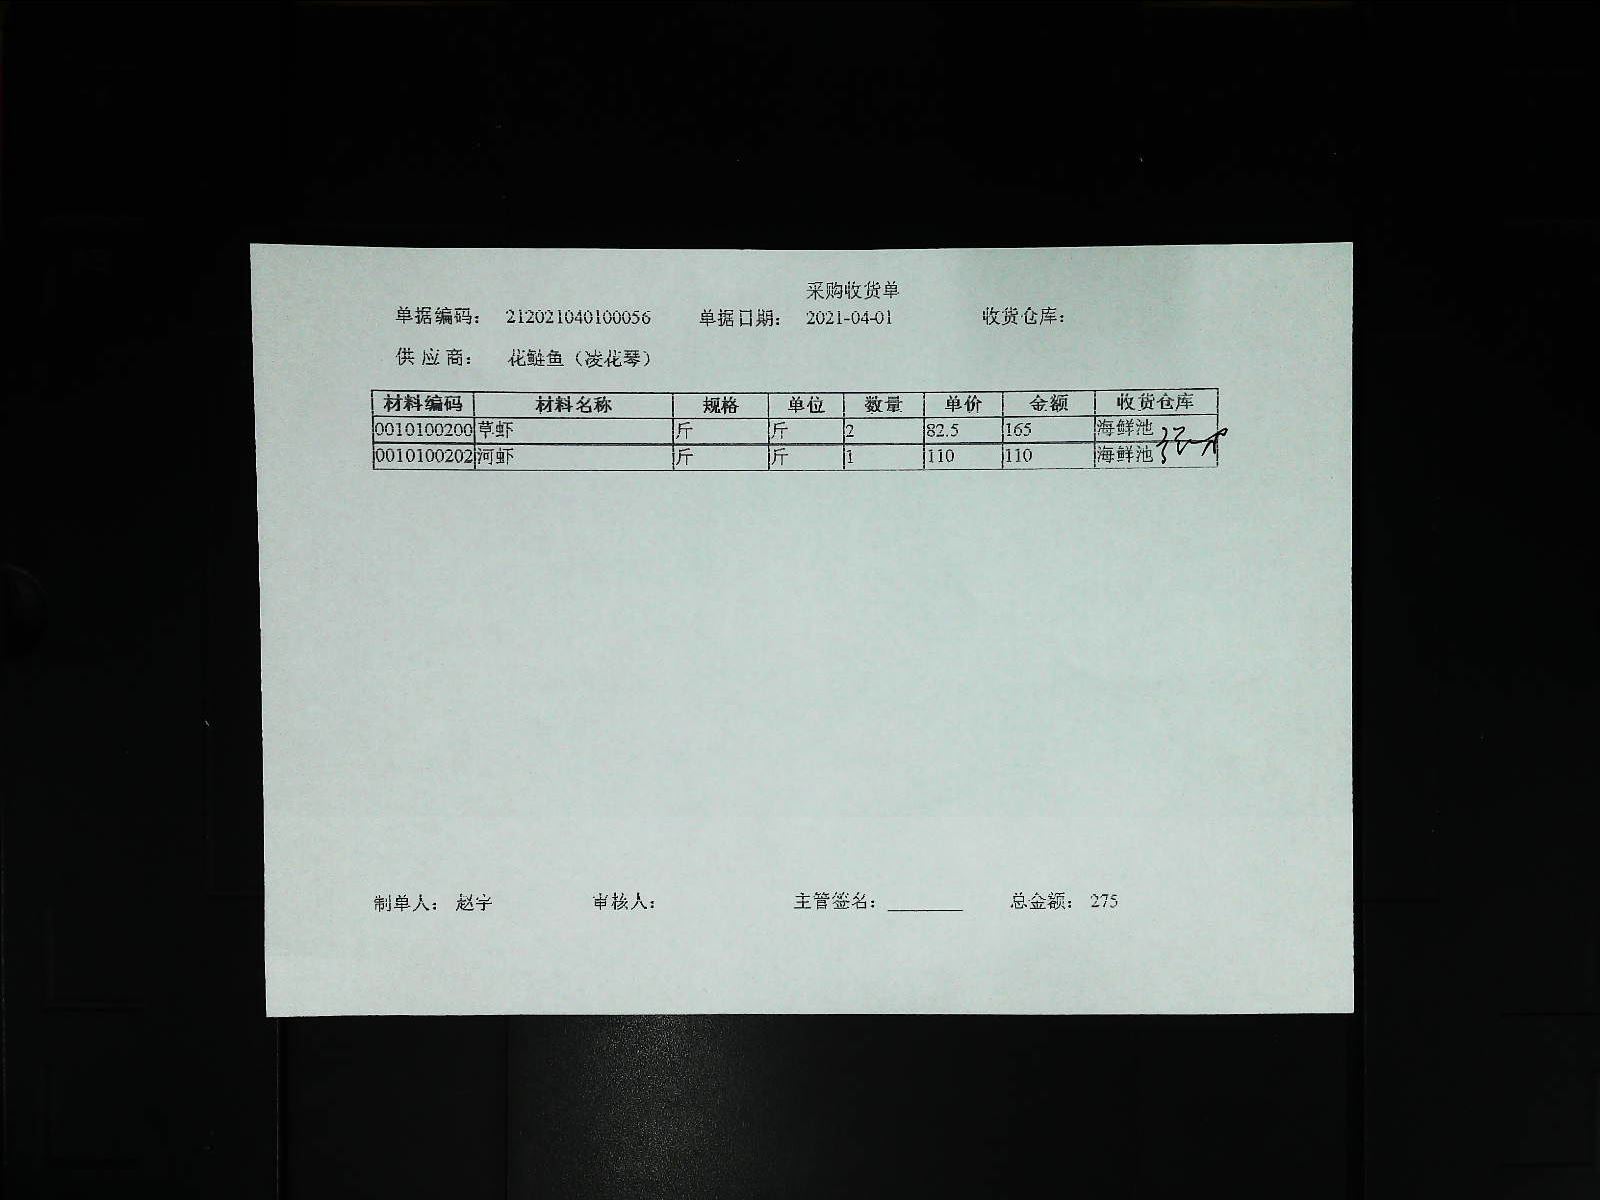 采购收货单
单据编码： 212021040100056 单据日期： 2021-04-01 收货仓库：
供应商： 花鲢鱼（凌花琴）
材料编码 材料名称 规格 单位 数量 单价 金额 收货仓库
0010100200 草虾 斤 斤 2 82.5 165 海鲜池
0010100202 河虾 斤 斤 1 110 110 海鲜池
制单人： 赵宇 审核人： 主管签名： 总金额： 275